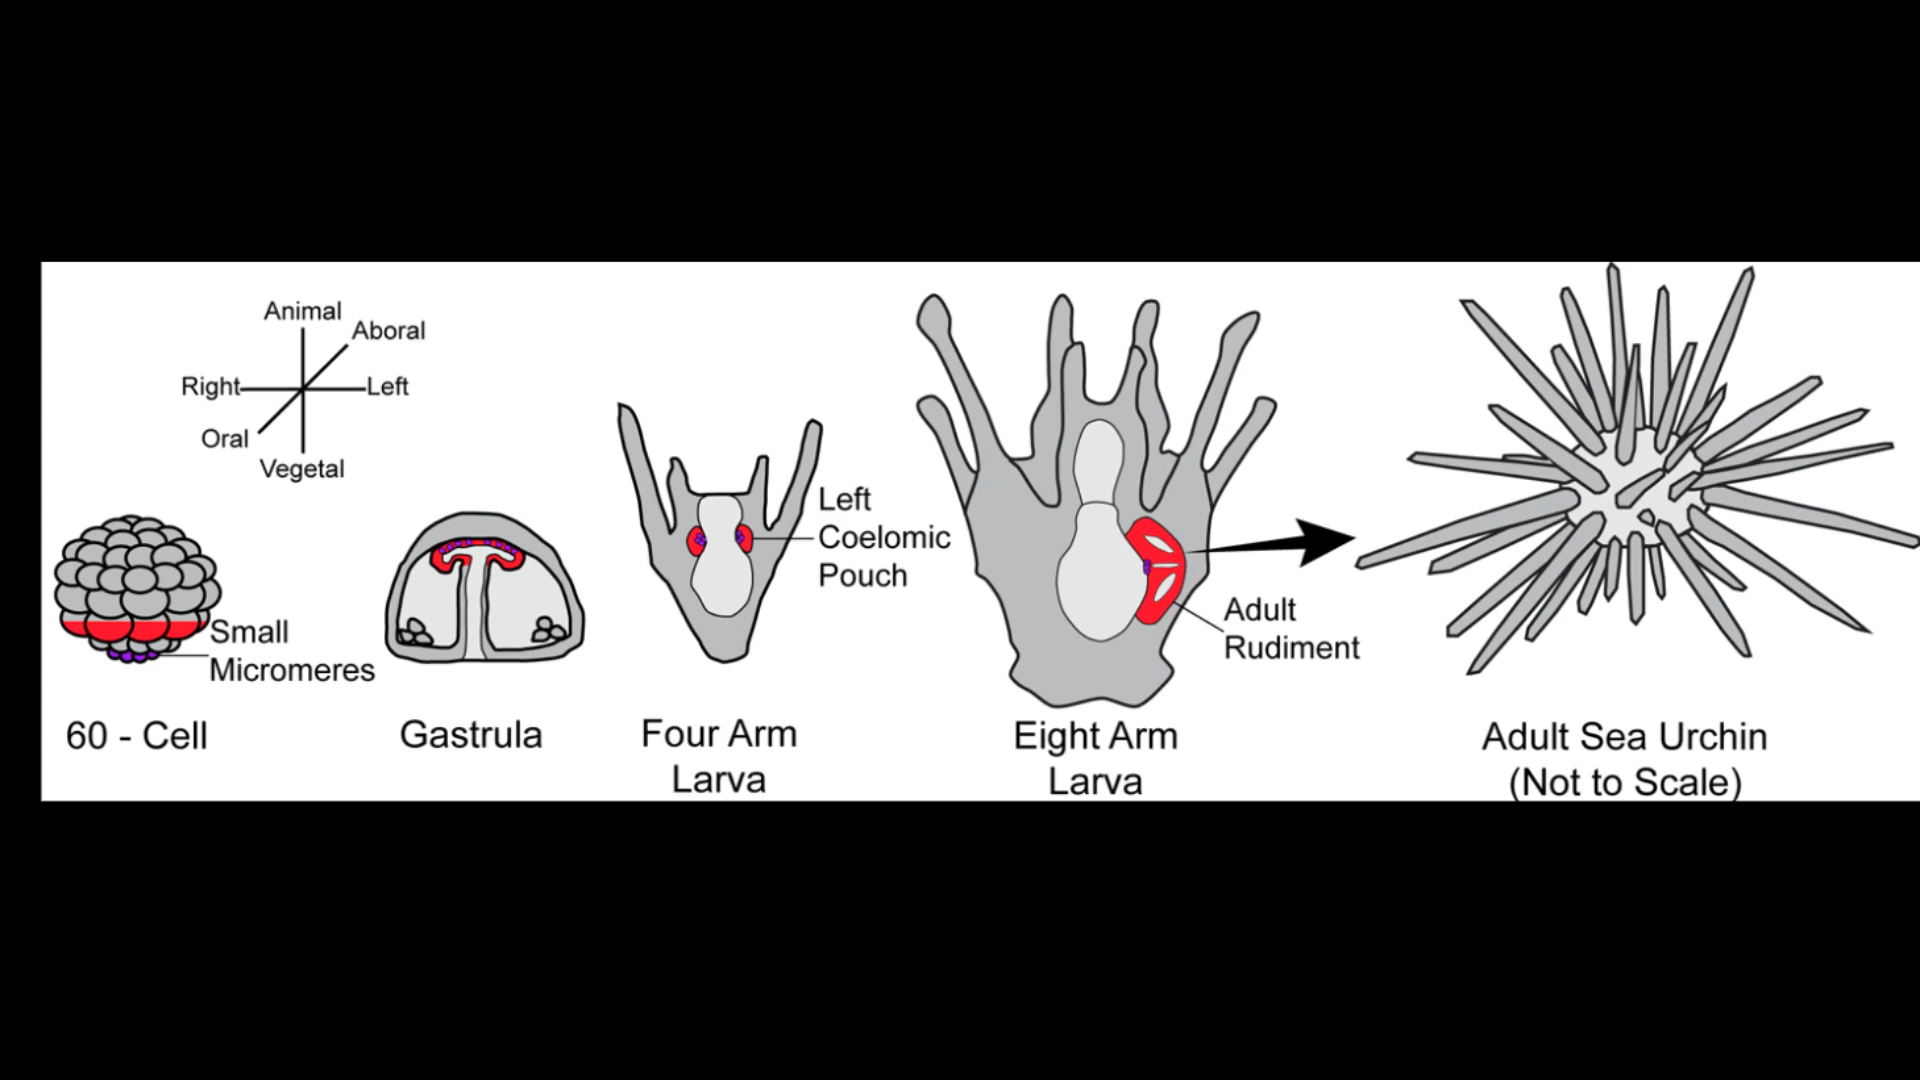 Animal
Aboral
Right
Left
Oral
Vegetal
Small
Micromeres
Left
Coelomic
Pouch
Adult
Rudiment
60 - Cell
Gastrula
Four Arm
Larva
Eight Arm
Larva
Adult Sea Urchin
(Not to Scale)